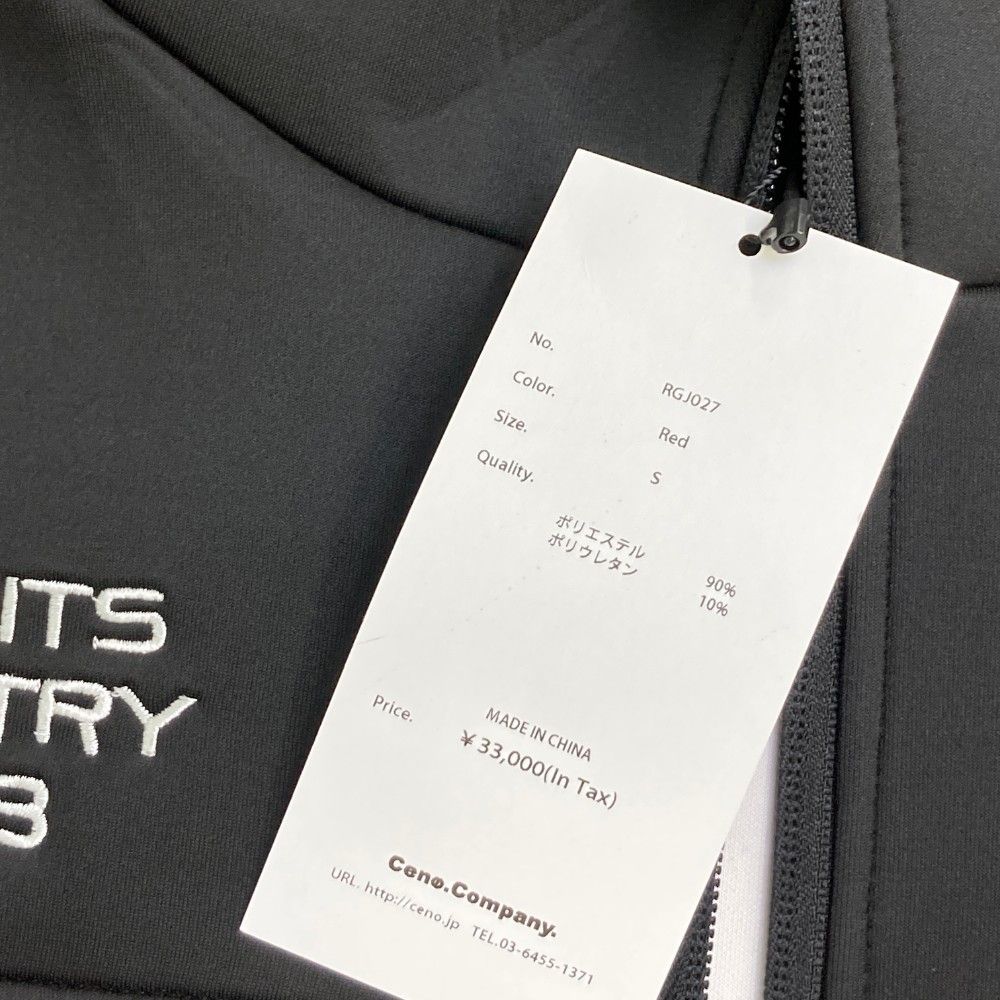 No.
RGJ027
Color.
Red
Size.
S
Quality.
ポリエステル 90%
ポリウレタン 10%
MADE IN CHINA
Price.
¥ 33,000(In Tax)
Ceno.Company.
URL. http://ceno.jp TEL.03-6455-1371
ITS
TRY